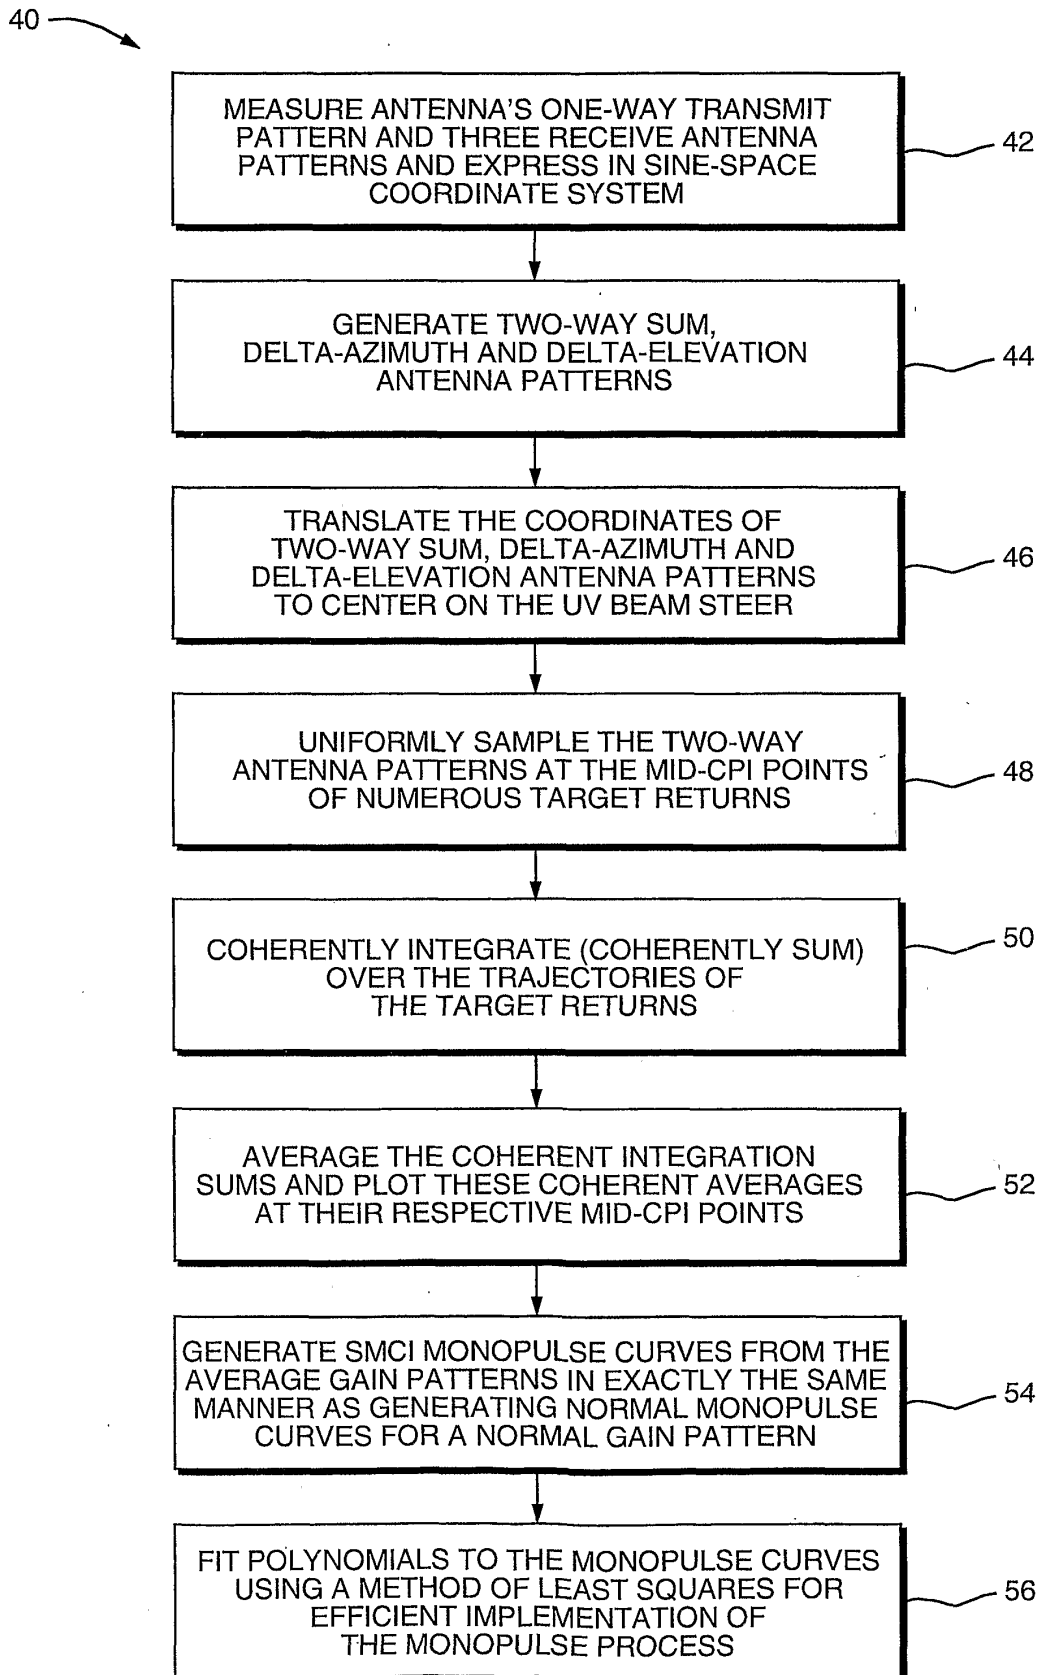 40
MEASURE ANTENNA'S ONE-WAY TRANSMIT
PATTERN AND THREE RECEIVE ANTENNA
PATTERNS AND EXPRESS IN SINE-SPACE
COORDINATE SYSTEM
42
GENERATE TWO-WAY SUM,
DELTA-AZIMUTH AND DELTA-ELEVATION
ANTENNA PATTERNS
44
TRANSLATE THE COORDINATES OF
TWO-WAY SUM, DELTA-AZIMUTH AND
DELTA-ELEVATION ANTENNA PATTERNS
TO CENTER ON THE UV BEAM STEER
46
UNIFORMLY SAMPLE THE TWO-WAY
ANTENNA PATTERNS AT THE MID-CPI POINTS
OF NUMEROUS TARGET RETURNS
48
COHERENTLY INTEGRATE (COHERENTLY SUM)
OVER THE TRAJECTORIES OF
THE TARGET RETURNS
50
AVERAGE THE COHERENT INTEGRATION
SUMS AND PLOT THESE COHERENT AVERAGES
AT THEIR RESPECTIVE MID-CPI POINTS
52
GENERATE SMCI MONOPULSE CURVES FROM THE
AVERAGE GAIN PATTERNS IN EXACTLY THE SAME
MANNER AS GENERATING NORMAL MONOPULSE
CURVES FOR A NORMAL GAIN PATTERN
54
FIT POLYNOMIALS TO THE MONOPULSE CURVES
USING A METHOD OF LEAST SQUARES FOR
EFFICIENT IMPLEMENTATION OF
THE MONOPULSE PROCESS
56